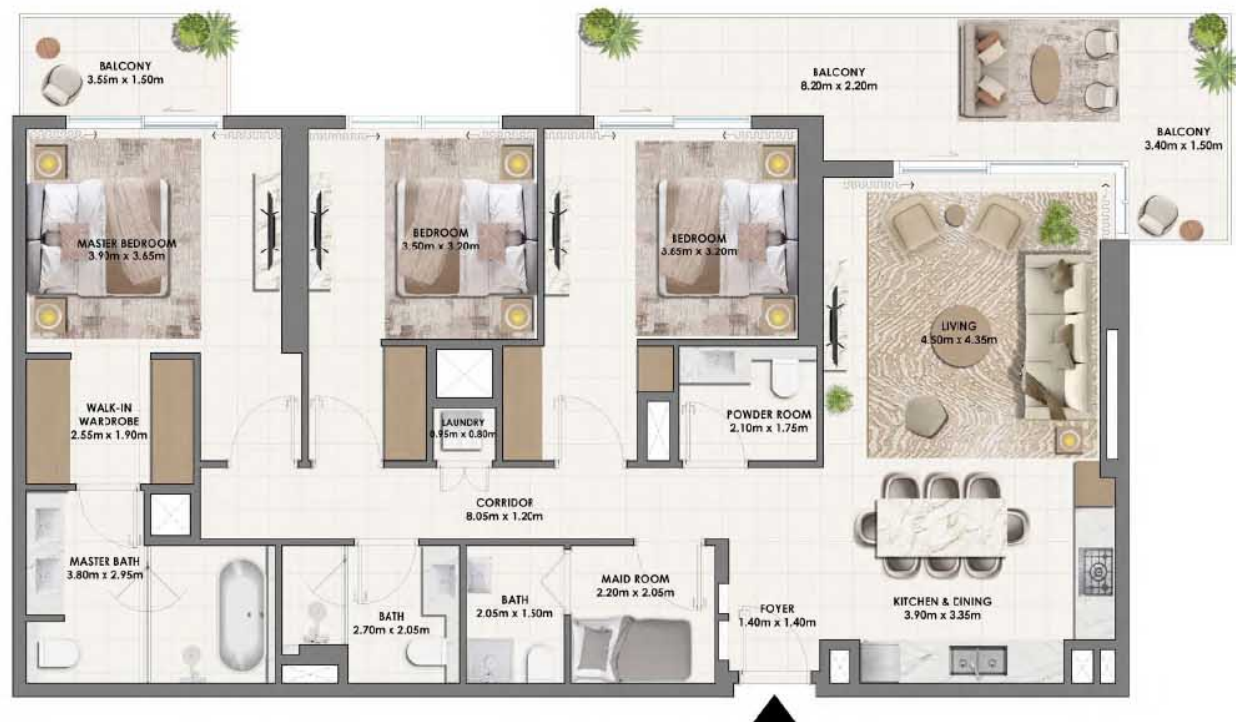 BALCONY
3.55m x 1.50m
BALCONY
8.20m x 2.20m
BALCONY
3.40m x 1.50m
MASTER BEDROOM
3.90m x 3.65m
BEDROOM
3.50m x 3.20m
BEDROOM
3.65m x 3.20m
LIVING
4.50m x 4.35m
WALK-IN
WARDROBE
2.55m x 1.90m
LAUNDRY
0.95m x 0.80m
POWDER ROOM
2.10m x 1.75m
CORRIDOR
8.05m x 1.20m
MASTER BATH
3.80m x 2.95m
BATH
2.70m x 2.05m
BATH
2.05m x 1.50m
MAID ROOM
2.20m x 2.05m
FOYER
1.40m x 1.40m
KITCHEN & DINING
3.90m x 3.35m